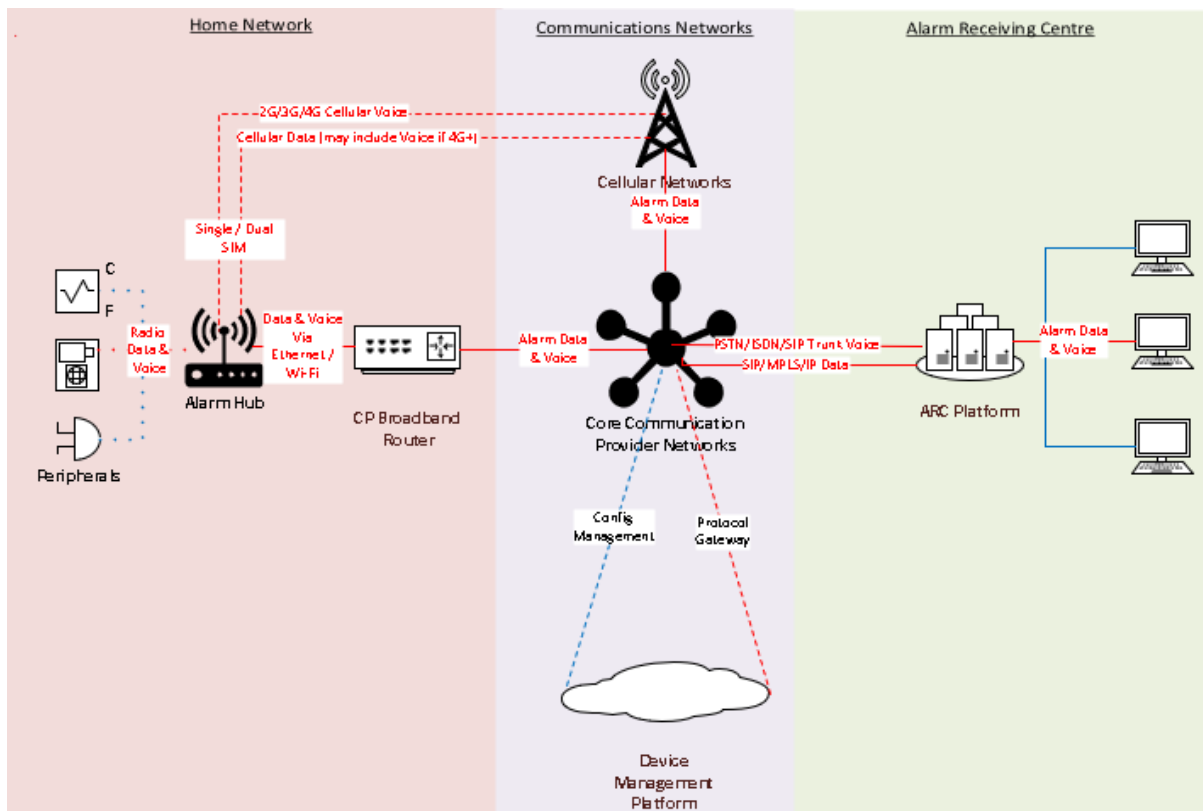 Home Network
Communications Networks
Alarm Receiving Centre
2G/3G/4G Cellular Voice
Cellular Data (may include Voice if 4G+)
Cellular Networks
Alarm Data
& Voice
Single / Dual
SIM
C
F
Radio
Data &
Voice
Data & Voice
Via
Ethernet /
Wi-Fi
Alarm Hub
CP Broadband
Router
Peripherals
Alarm Data
& Voice
PSTN/ISDN/SIP Trunk Voice
SIP/MPLS/IP Data
Core Communication
Provider Networks
ARC Platform
Alarm Data
& Voice
Config
Management
Protocol
Gateway
Device
Management
Platform